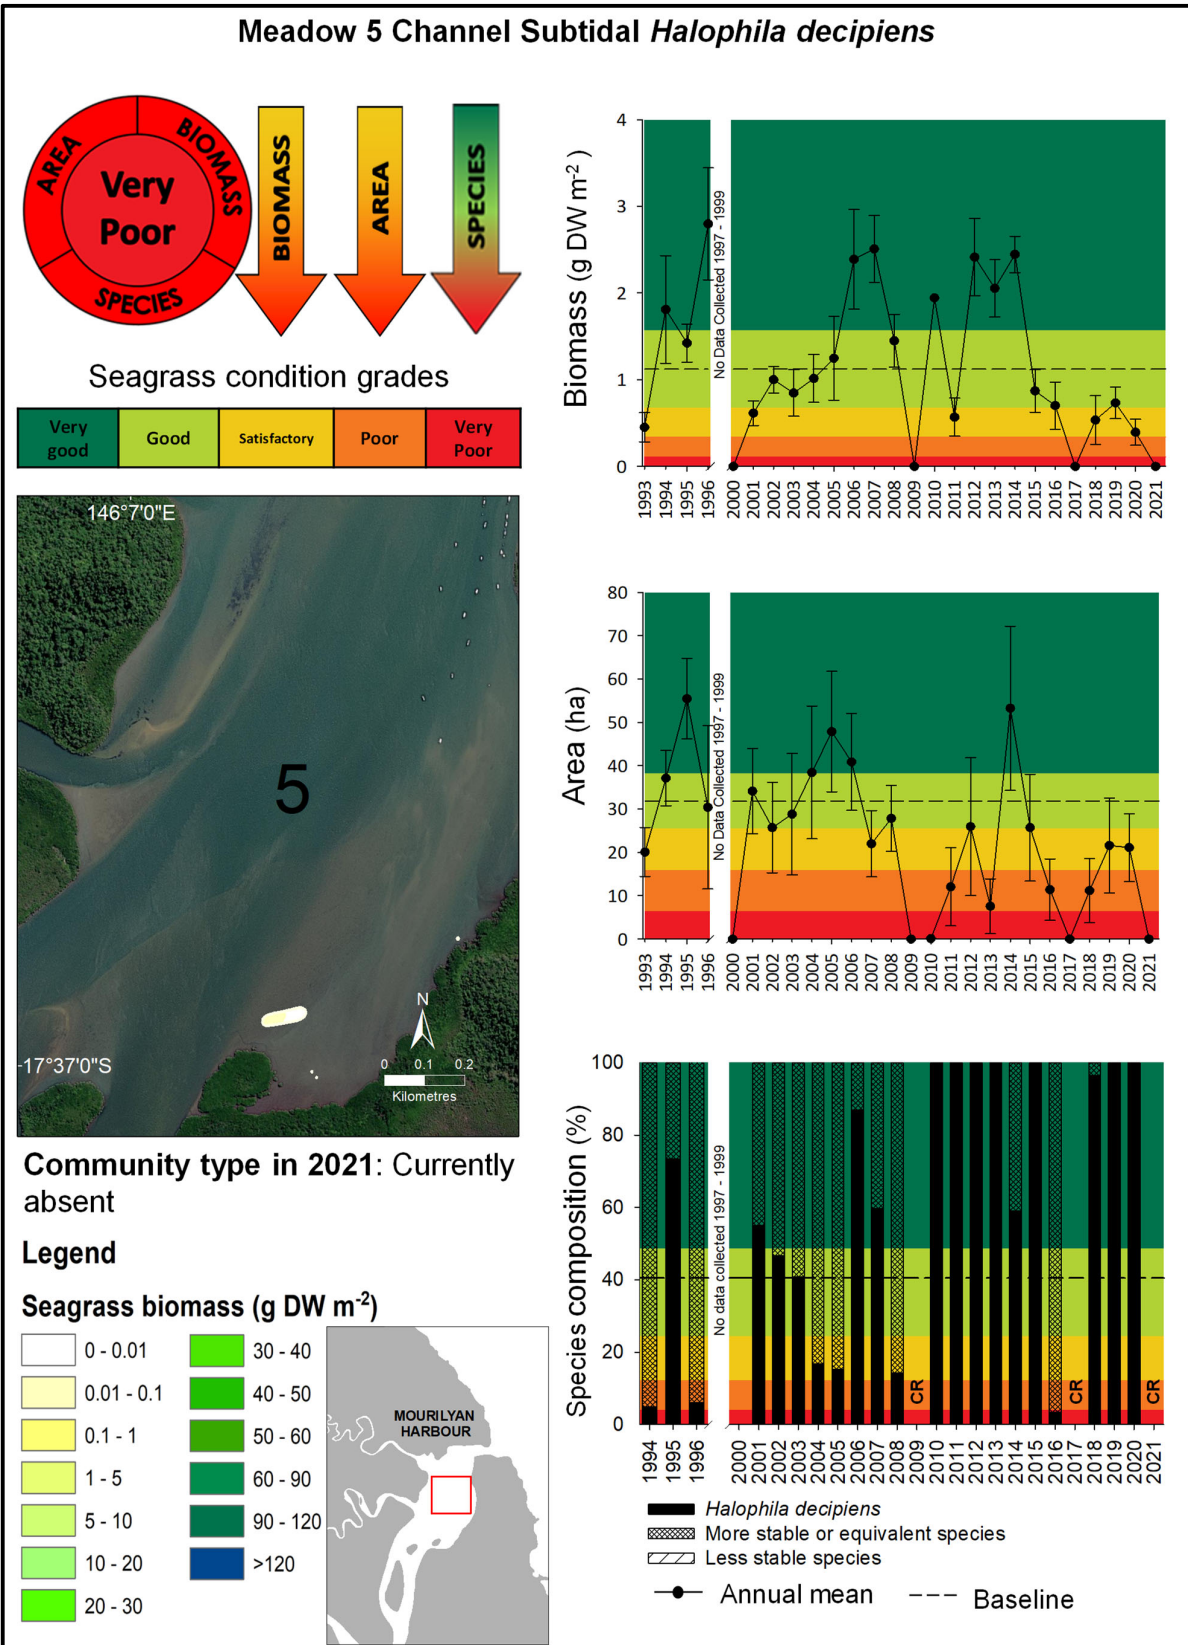 Meadow 5 Channel Subtidal Halophila decipiens
AREA
BIOMASS
SPECIES
Very
Poor
BIOMASS
AREA
SPECIES
Seagrass condition grades
Very good
Good
Satisfactory
Poor
Very Poor
146°7'0"E
5
-17°37'0"S
N
0 0.1 0.2
Kilometres
Community type in 2021: Currently
absent
Legend
Seagrass biomass (g DW m-2)
0 - 0.01
0.01 - 0.1
0.1 - 1
1 - 5
5 - 10
10 - 20
20 - 30
30 - 40
40 - 50
50 - 60
60 - 90
90 - 120
>120
MOURILYAN
HARBOUR
Biomass (g DW m-2)
4
3
2
1
0
No Data Collected 1997 - 1999
1993 1994 1995 1996 2000 2001 2002 2003 2004 2005 2006 2007 2008 2009 2010 2011 2012 2013 2014 2015 2016 2017 2018 2019 2020 2021
Area (ha)
80
70
60
50
40
30
20
10
0
No Data Collected 1997 - 1999
1993 1994 1995 1996 2000 2001 2002 2003 2004 2005 2006 2007 2008 2009 2010 2011 2012 2013 2014 2015 2016 2017 2018 2019 2020 2021
Species composition (%)
100
80
60
40
20
0
No data collected 1997 - 1999
CR
CR
CR
1994 1995 1996 2000 2001 2002 2003 2004 2005 2006 2007 2008 2009 2010 2011 2012 2013 2014 2015 2016 2017 2018 2019 2020 2021
Halophila decipiens
More stable or equivalent species
Less stable species
Annual mean
Baseline